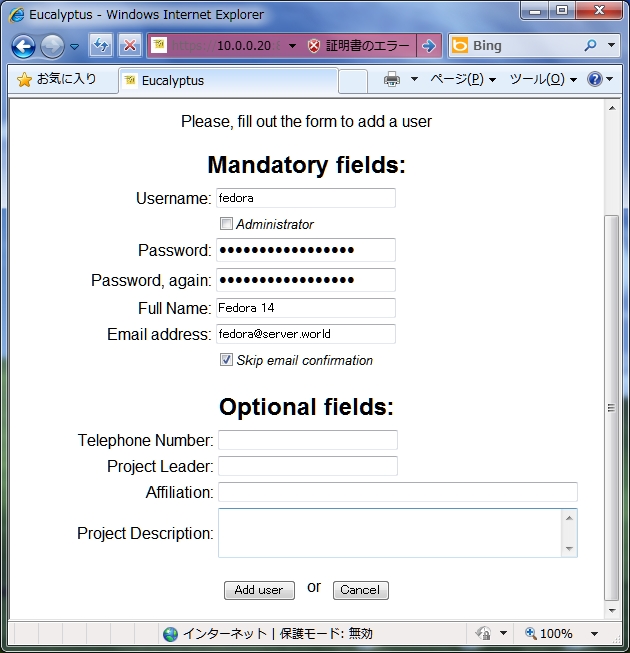 Eucalyptus - Windows Internet Explorer
10.0.0.20
証明書のエラー
Bing
お気に入り
Eucalyptus
ページ(P)
ツール(O)
Please, fill out the form to add a user
Mandatory fields:
Username: fedora
Administrator
Password: •••••••••••••••••
Password, again: •••••••••••••••••
Full Name: Fedora 14
Email address: fedora@server.world
Skip email confirmation
Optional fields:
Telephone Number:
Project Leader:
Affiliation:
Project Description:
Add user or Cancel
インターネット | 保護モード: 無効
100%